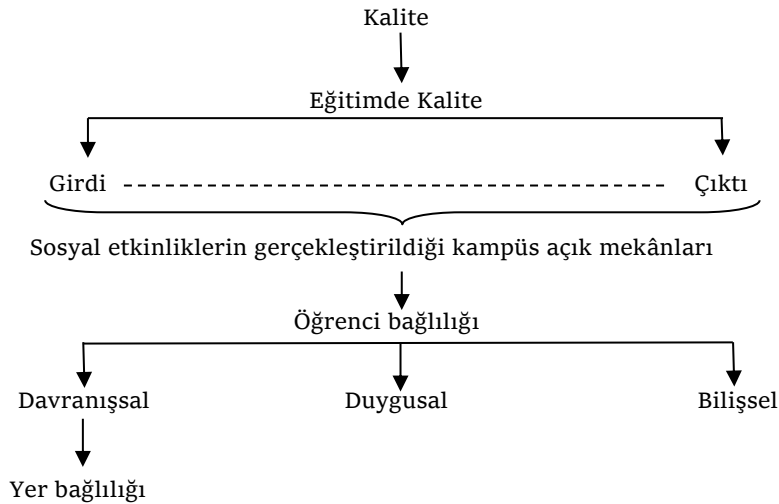 Kalite
Eğitimde Kalite
Girdi Çıktı
Sosyal etkinliklerin gerçekleştirildiği kampüs açık mekânları
Öğrenci bağlılığı
Davranışsal Duygusal Bilişsel
Yer bağlılığı